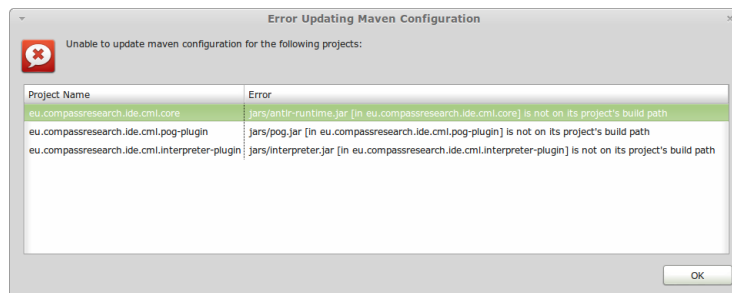 Error Updating Maven Configuration
Unable to update maven configuration for the following projects:
Project Name Error
eu.compassresearch.ide.cml.core jars/antlr-runtime.jar [in eu.compassresearch.ide.cml.core] is not on its project's build path
eu.compassresearch.ide.cml.pog-plugin jars/pog.jar [in eu.compassresearch.ide.cml.pog-plugin] is not on its project's build path
eu.compassresearch.ide.cml.interpreter-plugin jars/interpreter.jar [in eu.compassresearch.ide.cml.interpreter-plugin] is not on its project's build path
OK